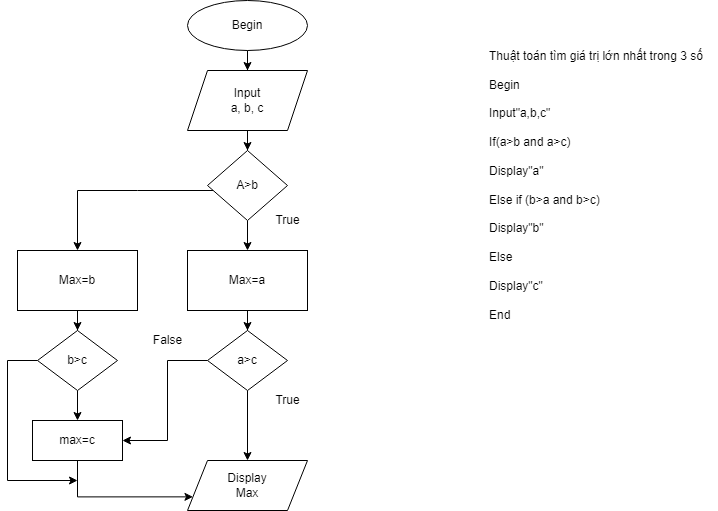 Begin
Input
a, b, c
A>b
True
Max=b
Max=a
False
b>c
a>c
True
max=c
Display
Max
Thuật toán tìm giá trị lớn nhất trong 3 số
Begin
Input"a,b,c"
If(a>b and a>c)
Display"a"
Else if (b>a and b>c)
Display"b"
Else
Display"c"
End